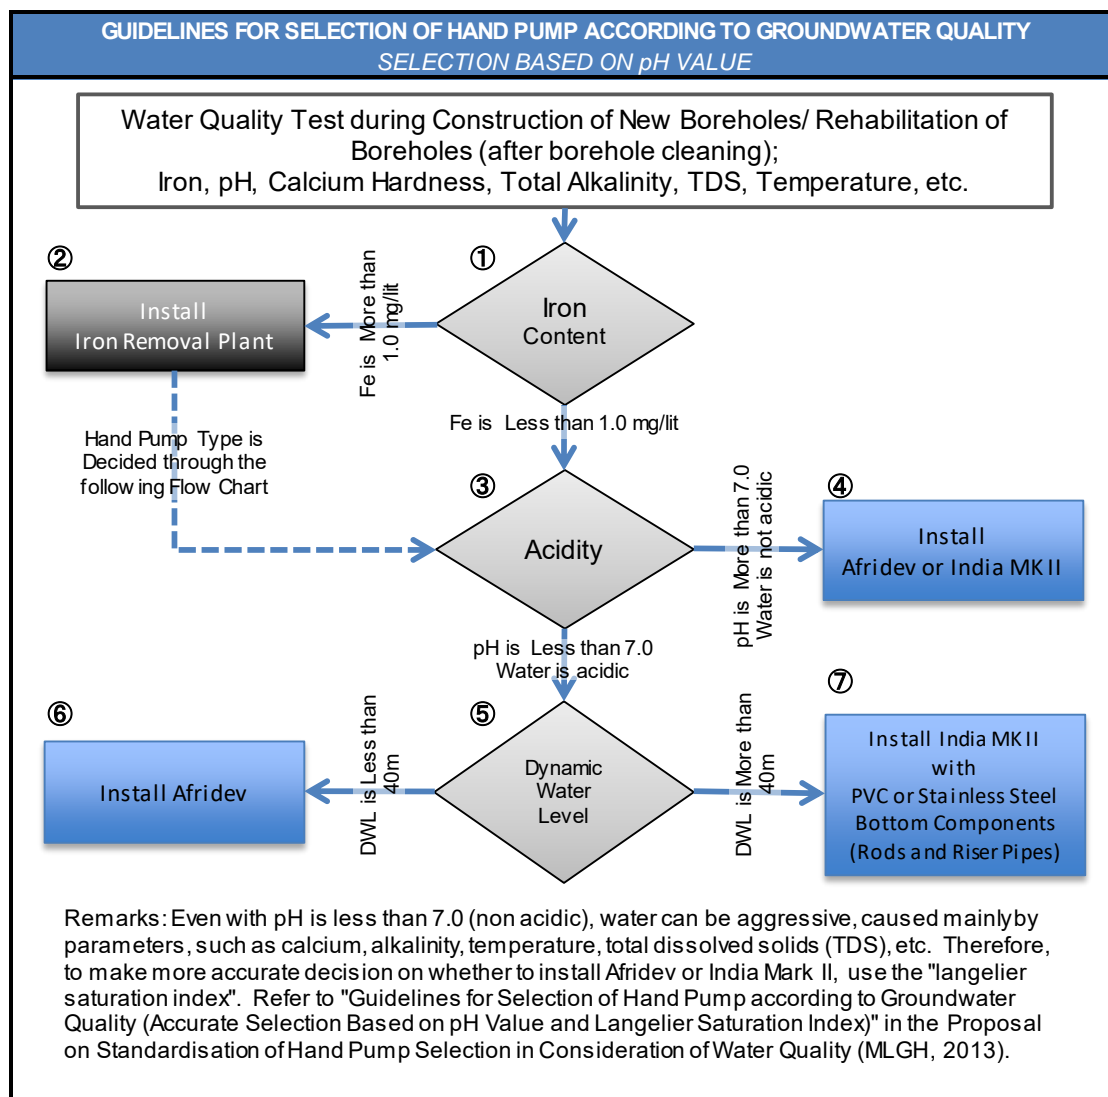 GUIDELINES FOR SELECTION OF HAND PUMP ACCORDING TO GROUNDWATER QUALITY
SELECTION BASED ON pH VALUE
Water Quality Test during Construction of New Boreholes/ Rehabilitation of
Boreholes (after borehole cleaning);
Iron, pH, Calcium Hardness, Total Alkalinity, TDS, Temperature, etc.
②
①
Install
Iron Removal Plant
Fe is More than
1.0 mg/lit
Iron
Content
Fe is Less than 1.0 mg/lit
Hand Pump Type is
Decided through the
following Flow Chart
③
Acidity
pH is More than 7.0
Water is not acidic
④
Install
Afridev or India MK II
pH is Less than 7.0
Water is acidic
⑥
Install Afridev
DWL is Less than
40m
⑤
Dynamic
Water
Level
DWL is More than
40m
⑦
Install India MK II
with
PVC or Stainless Steel
Bottom Components
(Rods and Riser Pipes)
Remarks: Even with pH is less than 7.0 (non acidic), water can be aggressive, caused mainly by
parameters, such as calcium, alkalinity, temperature, total dissolved solids (TDS), etc. Therefore,
to make more accurate decision on whether to install Afridev or India Mark II, use the "langelier
saturation index". Refer to "Guidelines for Selection of Hand Pump according to Groundwater
Quality (Accurate Selection Based on pH Value and Langelier Saturation Index)" in the Proposal
on Standardisation of Hand Pump Selection in Consideration of Water Quality (MLGH, 2013).